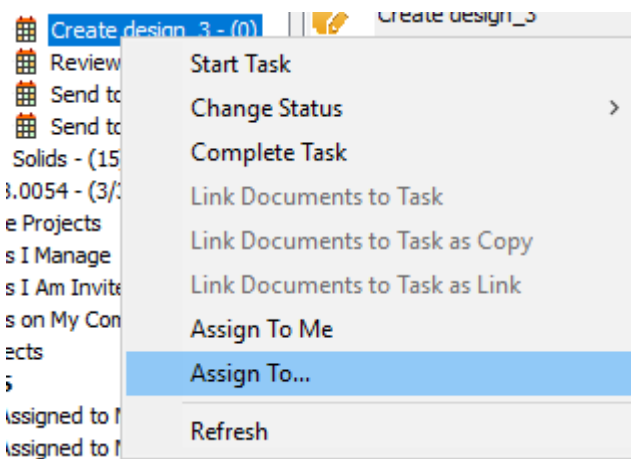 Create design_3 - (0)
Create design_3
Review
Start Task
Send to
Change Status
Send to
Complete Task
Solids - (15
3.0054 - (3/
Link Documents to Task
e Projects
Link Documents to Task as Copy
s I Manage
s I Am Invite
Link Documents to Task as Link
s on My Com
Assign To Me
ects
Assign To...
s
Assigned to M
Refresh
Assigned to M